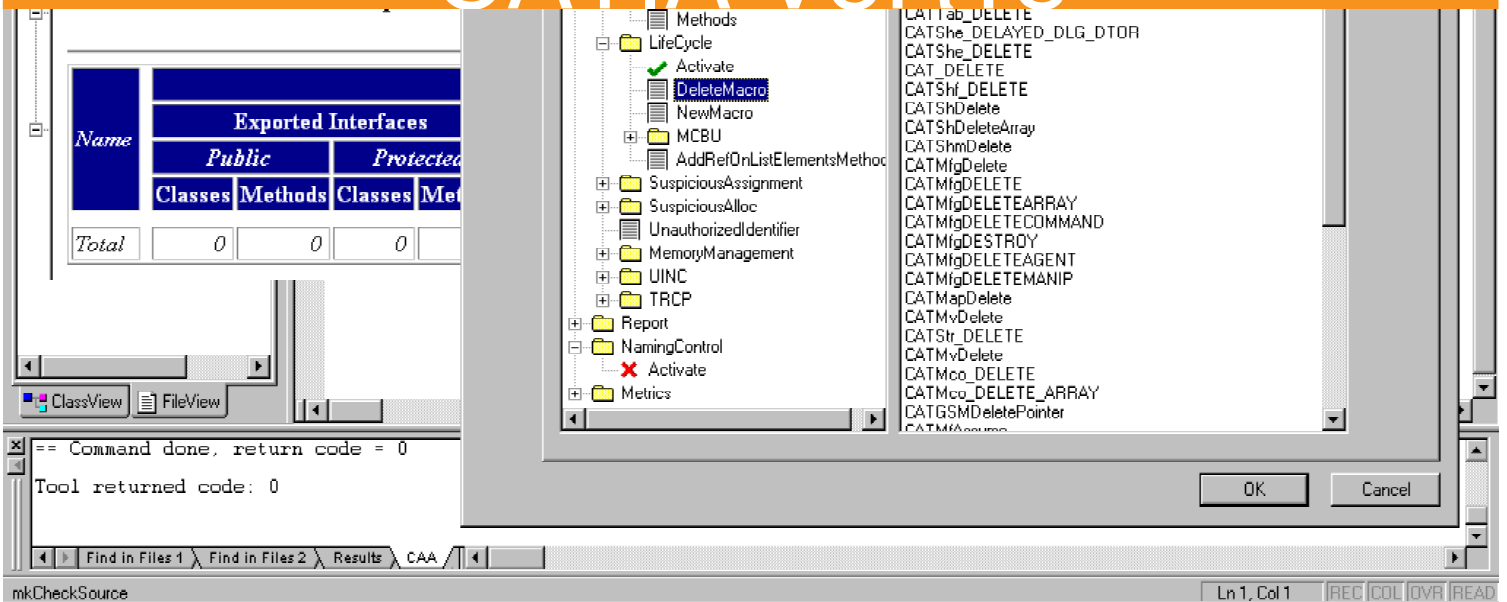 Methods
LifeCycle
Activate
DeleteMacro
NewMacro
MCBU
AddRefOnListElementsMethod
SuspiciousAssignment
SuspiciousAlloc
UnauthorizedIdentifier
MemoryManagement
UINC
TRCP
Report
NamingControl
Activate
Metrics
CATTab_DELETE
CATShe_DELAYED_DLG_DTOR
CATShe_DELETE
CAT_DELETE
CATShf_DELETE
CATShDelete
CATShDeleteArray
CATShmDelete
CATMfgDelete
CATMfgDELETE
CATMfgDELETEARRAY
CATMfgDELETECOMMAND
CATMfgDESTROY
CATMfgDELETEAGENT
CATMfgDELETEMANIP
CATMapDelete
CATMvDelete
CATStr_DELETE
CATMvDelete
CATMco_DELETE
CATMco_DELETE_ARRAY
CATGSMDeletePointer
Name
Exported Interfaces
Public Protected
Classes Methods Classes Met
Total 0 0 0
ClassView FileView
== Command done, return code = 0
Tool returned code: 0
OK Cancel
Find in Files 1 Find in Files 2 Results CAA
mkCheckSource Ln 1, Col 1 REC COL OVR READ